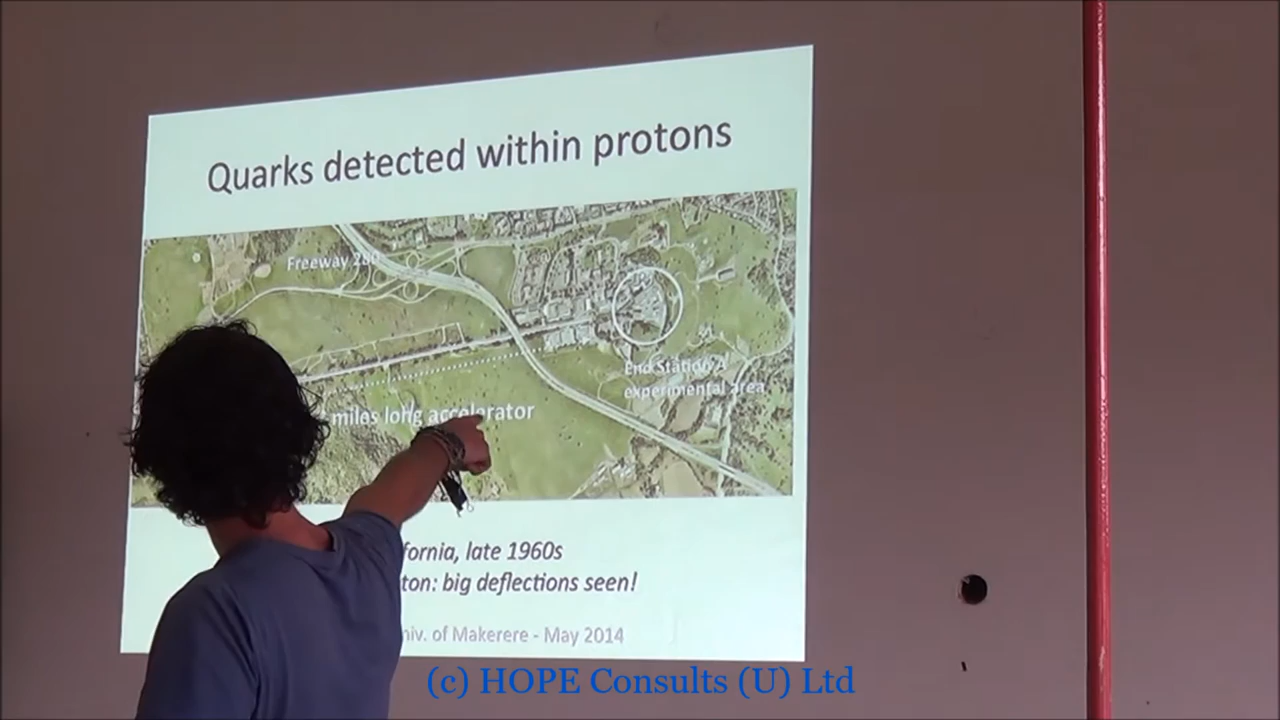 Quarks detected within protons
Freeway 280
End Station A
experimental area
miles long accelerator
fornia, late 1960s
ton: big deflections seen!
niv. of Makerere - May 2014
(c) HOPE Consults (U) Ltd